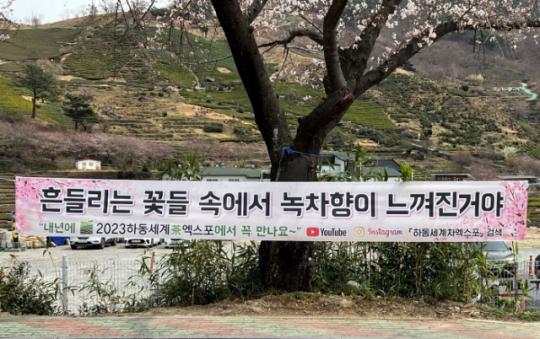 흔들리는 꽃들 속에서 녹차향이 느껴진거야
"내년에 2023하동세계茶엑스포에서 꼭 만나요~" YouTube Instagram 『하동세계차엑스포』 검색